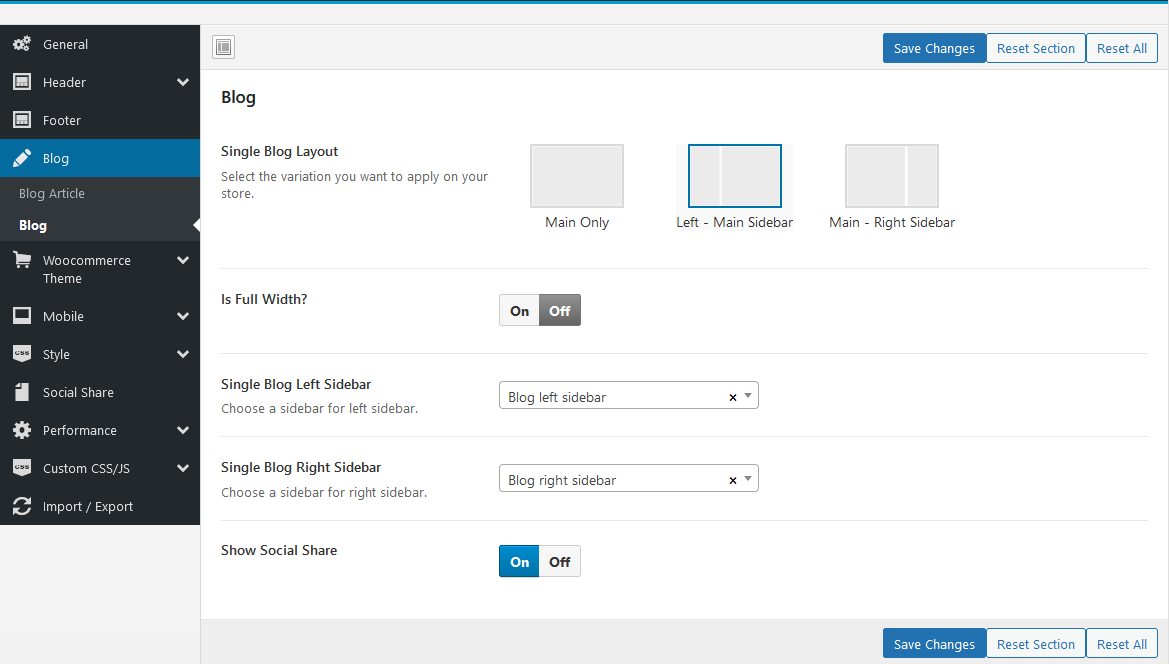 General
Header
Footer
Blog
Blog Article
Blog
Woocommerce
Theme
Mobile
Style
Social Share
Performance
Custom CSS/JS
Import / Export
Save Changes
Reset Section
Reset All
Blog
Single Blog Layout
Select the variation you want to apply on your
store.
Main Only
Left - Main Sidebar
Main - Right Sidebar
Is Full Width?
On
Off
Single Blog Left Sidebar
Choose a sidebar for left sidebar.
Blog left sidebar
×
Single Blog Right Sidebar
Choose a sidebar for right sidebar.
Blog right sidebar
×
Show Social Share
On
Off
Save Changes
Reset Section
Reset All